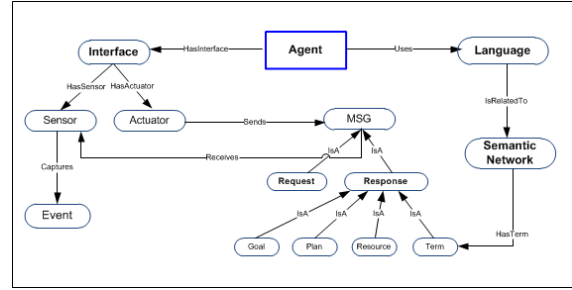 Interface
HasInterface
Agent
Uses
Language
HasSensor
HasActuator
IsRelatedTo
Sensor
Actuator
Sends
MSG
Semantic
Network
Receives
IsA
IsA
Captures
Request
Response
Event
IsA
IsA
IsA
IsA
HasTerm
Goal
Plan
Resource
Term